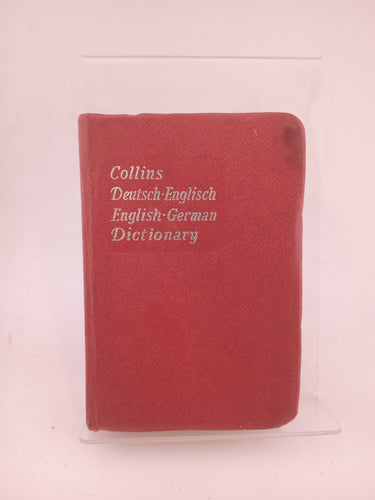 Collins
Deutsch-Englisch
English-German
Dictionary